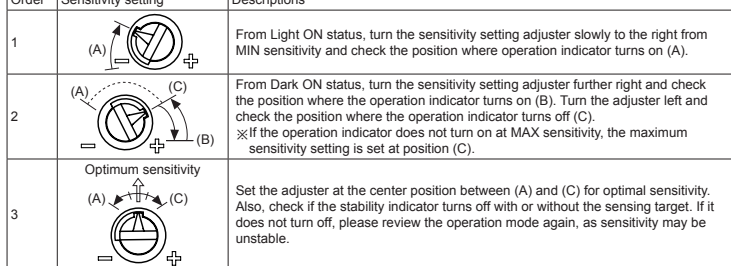 Order Sensitivity setting Descriptions
1
(A)
From Light ON status, turn the sensitivity setting adjuster slowly to the right from
MIN sensitivity and check the position where operation indicator turns on (A).
2
(A) (C)
(B)
From Dark ON status, turn the sensitivity setting adjuster further right and check
the position where the operation indicator turns on (B). Turn the adjuster left and
check the position where the operation indicator turns off (C).
※If the operation indicator does not turn on at MAX sensitivity, the maximum
sensitivity setting is set at position (C).
3
Optimum sensitivity
(A) (C)
Set the adjuster at the center position between (A) and (C) for optimal sensitivity.
Also, check if the stability indicator turns off with or without the sensing target. If it
does not turn off, please review the operation mode again, as sensitivity may be
unstable.